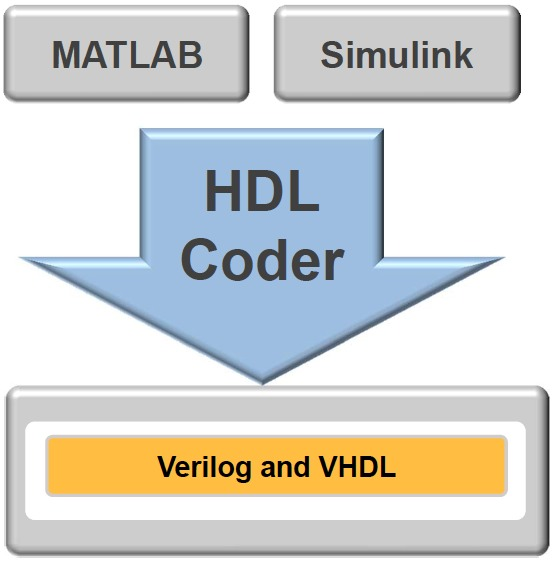 MATLAB
Simulink
HDL
Coder
Verilog and VHDL